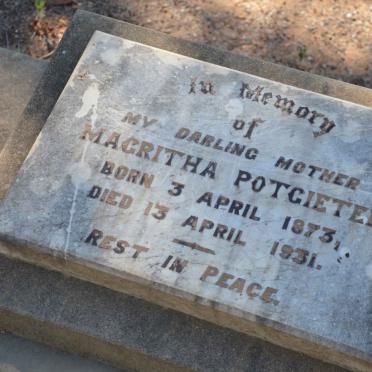 In Memory
of
MY DARLING MOTHER
MAGRITHA POTGIETER
BORN 3 APRIL 1873,
DIED 13 APRIL 1931.
REST IN PEACE.